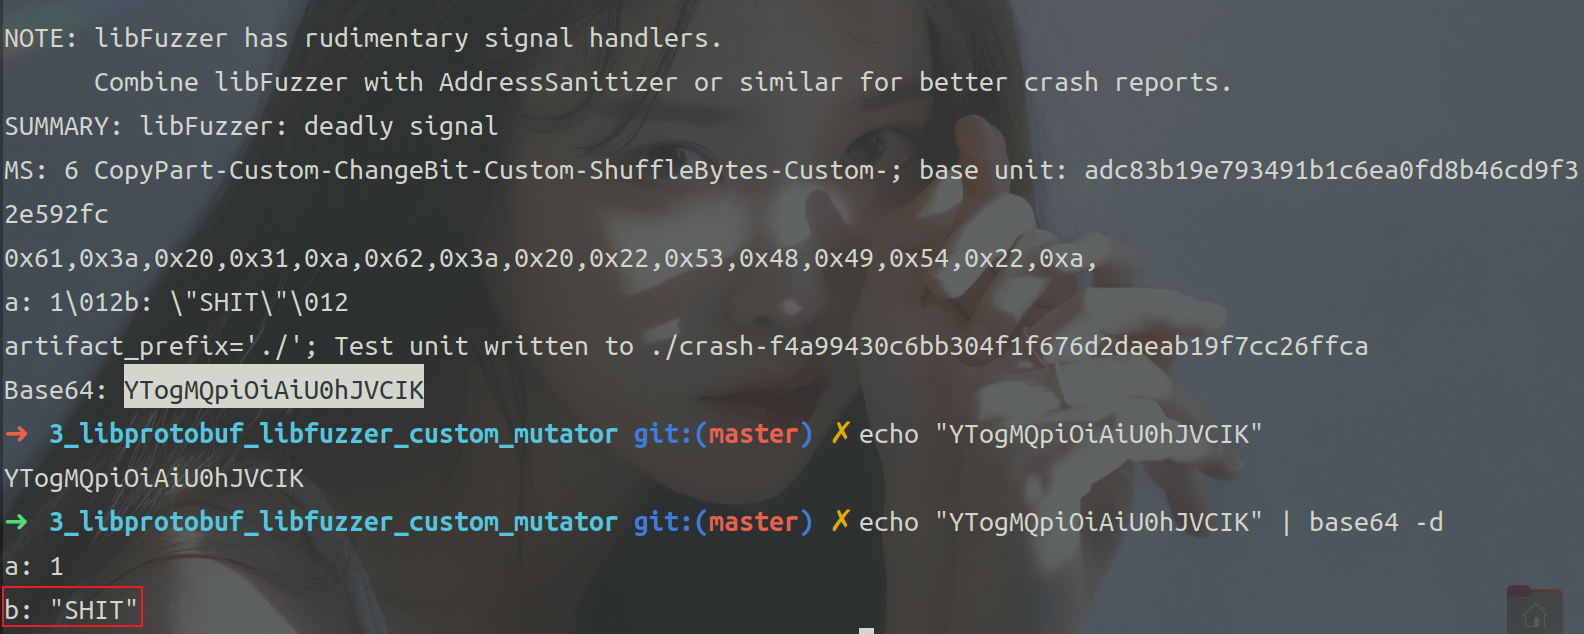 NOTE: libFuzzer has rudimentary signal handlers.
      Combine libFuzzer with AddressSanitizer or similar for better crash reports.
SUMMARY: libFuzzer: deadly signal
MS: 6 CopyPart-Custom-ChangeBit-Custom-ShuffleBytes-Custom-; base unit: adc83b19e793491b1c6ea0fd8b46cd9f3
2e592fc
0x61,0x3a,0x20,0x31,0xa,0x62,0x3a,0x20,0x22,0x53,0x48,0x49,0x54,0x22,0xa,
a: 1\012b: \"SHIT\"\012
artifact_prefix='./'; Test unit written to ./crash-f4a99430c6bb304f1f676d2daeab19f7cc26ffca
Base64: YTogMQpiOiAiU0hJVCIK
➜  3_libprotobuf_libfuzzer_custom_mutator git:(master) ✗ echo "YTogMQpiOiAiU0hJVCIK"
YTogMQpiOiAiU0hJVCIK
➜  3_libprotobuf_libfuzzer_custom_mutator git:(master) ✗ echo "YTogMQpiOiAiU0hJVCIK" | base64 -d
a: 1
b: "SHIT"